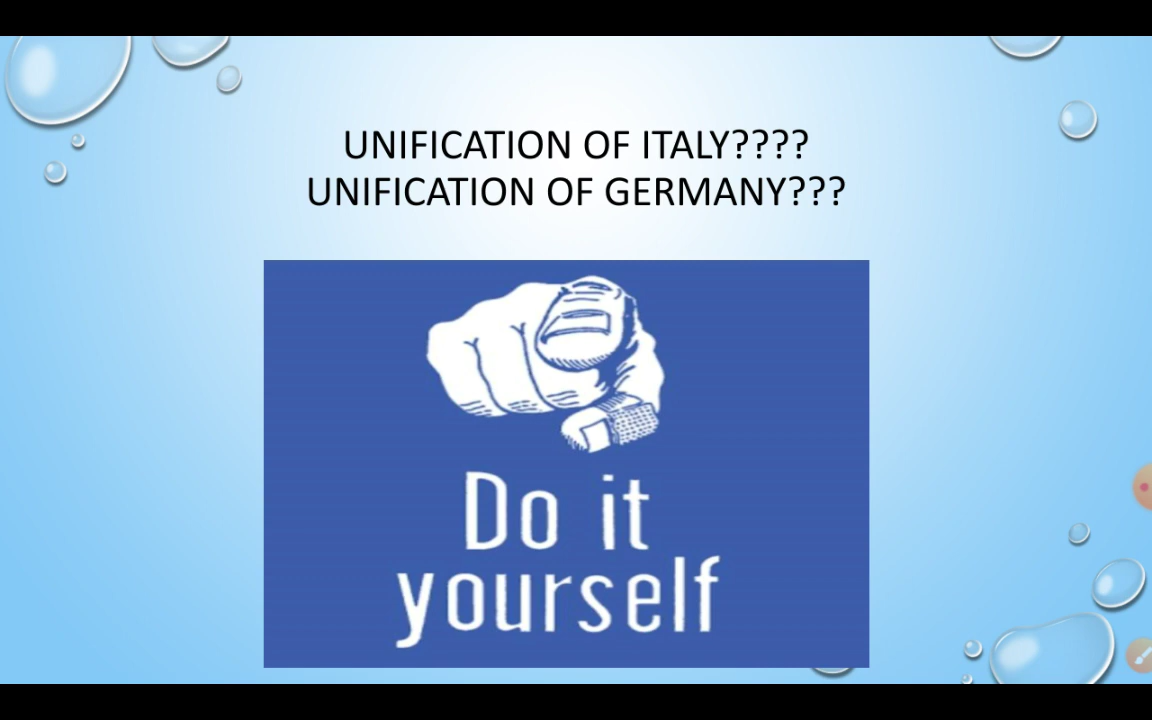 UNIFICATION OF ITALY????
UNIFICATION OF GERMANY???
Do it
yourself